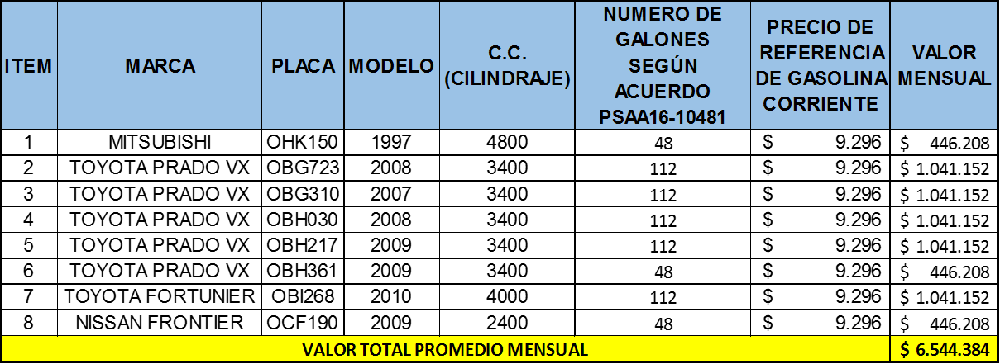 ITEM MARCA PLACA MODELO C.C. (CILINDRAJE) NUMERO DE GALONES SEGÚN ACUERDO PSAA16-10481 PRECIO DE REFERENCIA DE GASOLINA CORRIENTE VALOR MENSUAL
1 MITSUBISHI OHK150 1997 4800 48 $ 9.296 $ 446.208
2 TOYOTA PRADO VX OBG723 2008 3400 112 $ 9.296 $ 1.041.152
3 TOYOTA PRADO VX OBG310 2007 3400 112 $ 9.296 $ 1.041.152
4 TOYOTA PRADO VX OBH030 2008 3400 112 $ 9.296 $ 1.041.152
5 TOYOTA PRADO VX OBH217 2009 3400 112 $ 9.296 $ 1.041.152
6 TOYOTA PRADO VX OBH361 2009 3400 48 $ 9.296 $ 446.208
7 TOYOTA FORTUNIER OBI268 2010 4000 112 $ 9.296 $ 1.041.152
8 NISSAN FRONTIER OCF190 2009 2400 48 $ 9.296 $ 446.208
VALOR TOTAL PROMEDIO MENSUAL $ 6.544.384